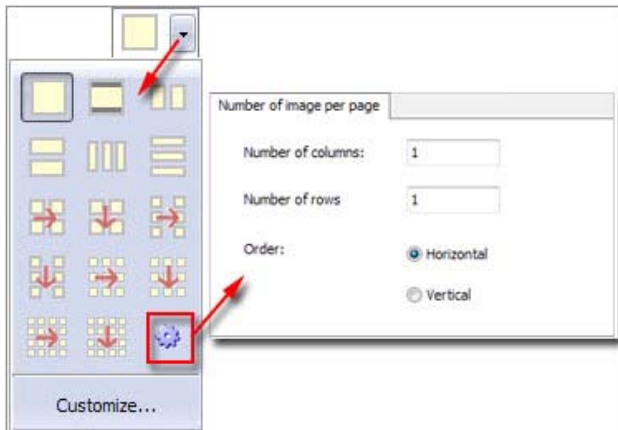 Number of image per page
Number of columns:
1
Number of rows
1
Order:
Horizontal
Vertical
Customize...